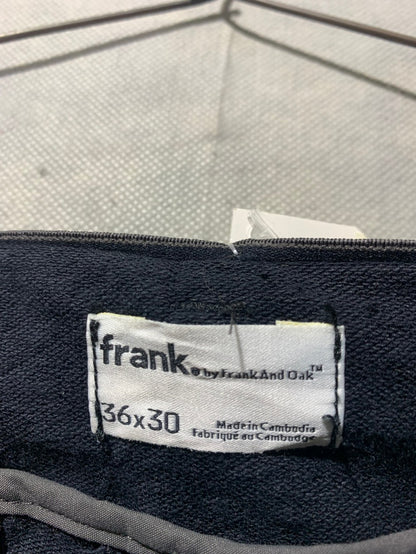 frank. by Frank And Oak™
36x30
Made in Cambodia
Fabriqué au Cambodge